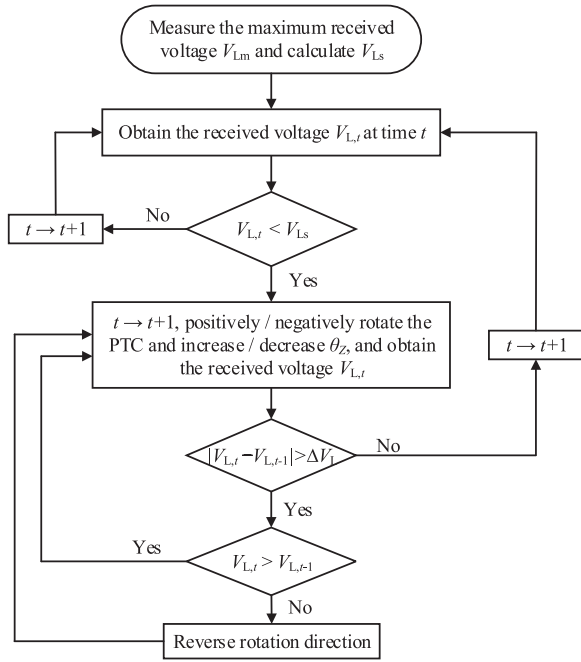 Measure the maximum received
voltage V_Lm and calculate V_Ls
Obtain the received voltage V_L,t at time t
t → t+1
No
V_L,t < V_Ls
Yes
t → t+1, positively / negatively rotate the
PTC and increase / decrease θ_Z, and obtain
the received voltage V_L,t
t → t+1
|V_L,t −V_L,t-1|>ΔV_L
No
Yes
Yes
V_L,t > V_L,t-1
No
Reverse rotation direction